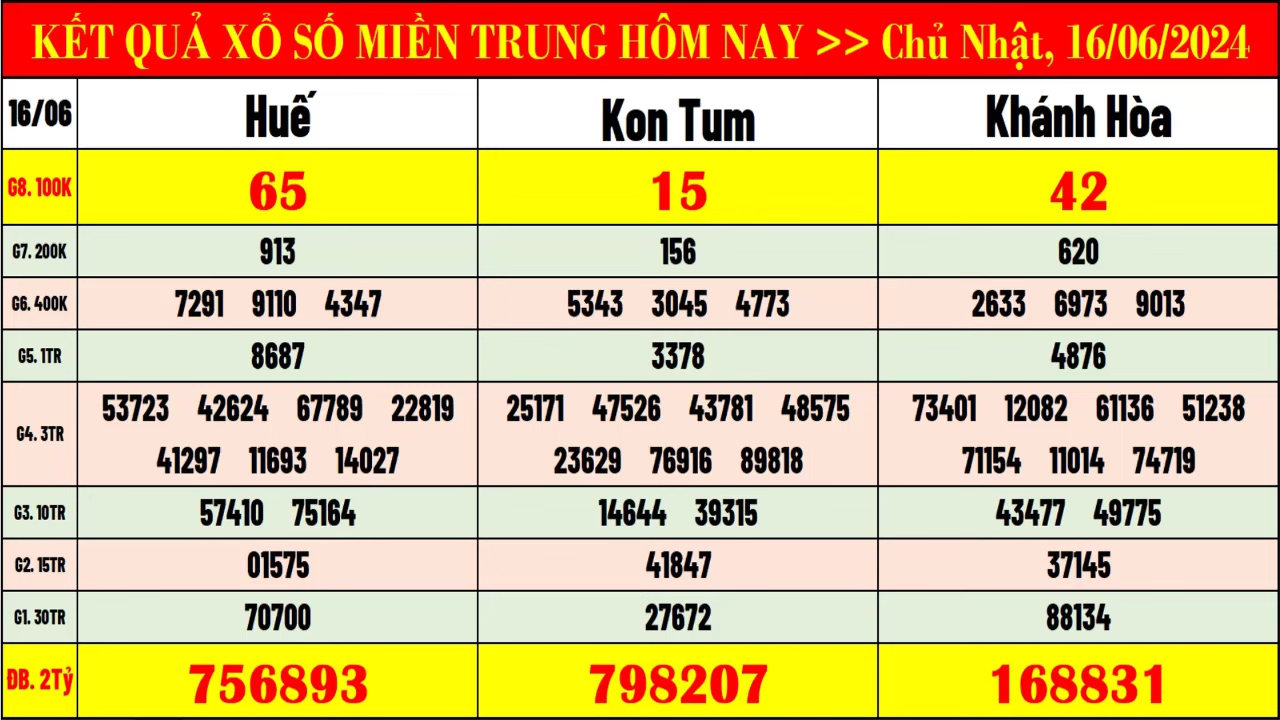 KẾT QUẢ XỔ SỐ MIỀN TRUNG HÔM NAY >> Chủ Nhật, 16/06/2024
16/06 Huế Kon Tum Khánh Hòa
G8. 100K 65 15 42
G7. 200K 913 156 620
G6. 400K 7291 9110 4347 5343 3045 4773 2633 6973 9013
G5. 1TR 8687 3378 4876
G4. 3TR 53723 42624 67789 22819 25171 47526 43781 48575 73401 12082 61136 51238
41297 11693 14027 23629 76916 89818 71154 11014 74719
G3. 10TR 57410 75164 14644 39315 43477 49775
G2. 15TR 01575 41847 37145
G1. 30TR 70700 27672 88134
ĐB. 2Tỷ 756893 798207 168831